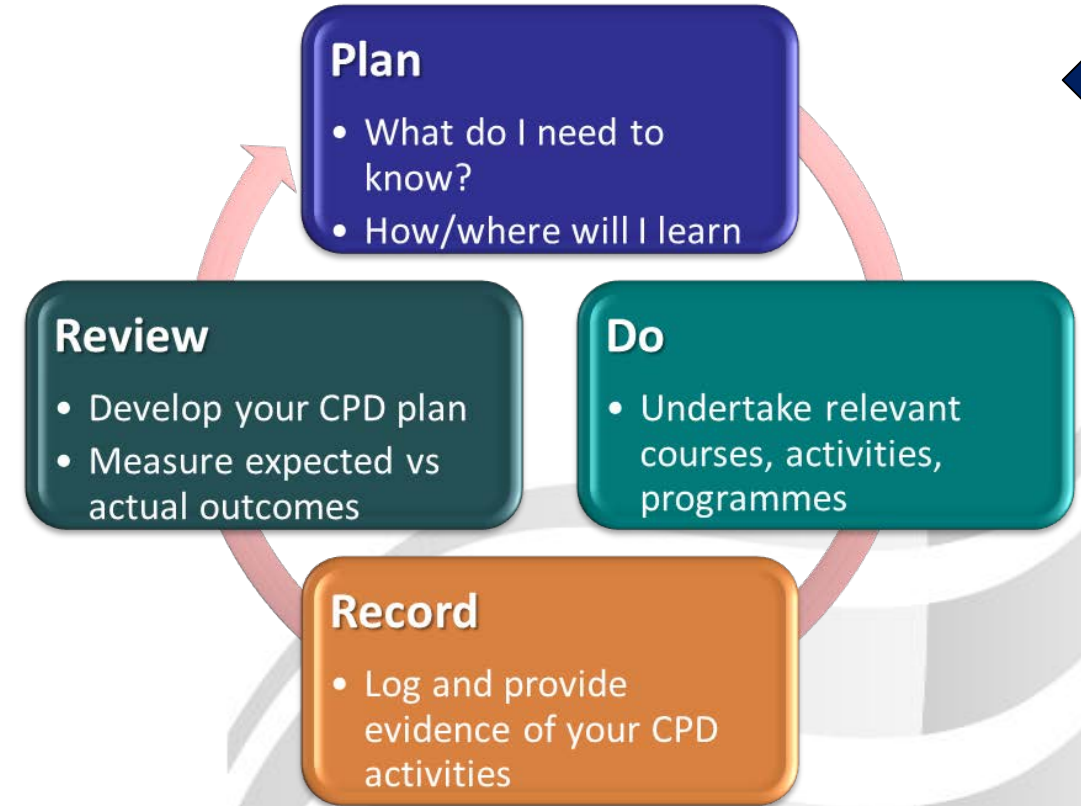 Plan
• What do I need to
know?
• How/where will I learn
Do
• Undertake relevant
courses, activities,
programmes
Record
• Log and provide
evidence of your CPD
activities
Review
• Develop your CPD plan
• Measure expected vs
actual outcomes